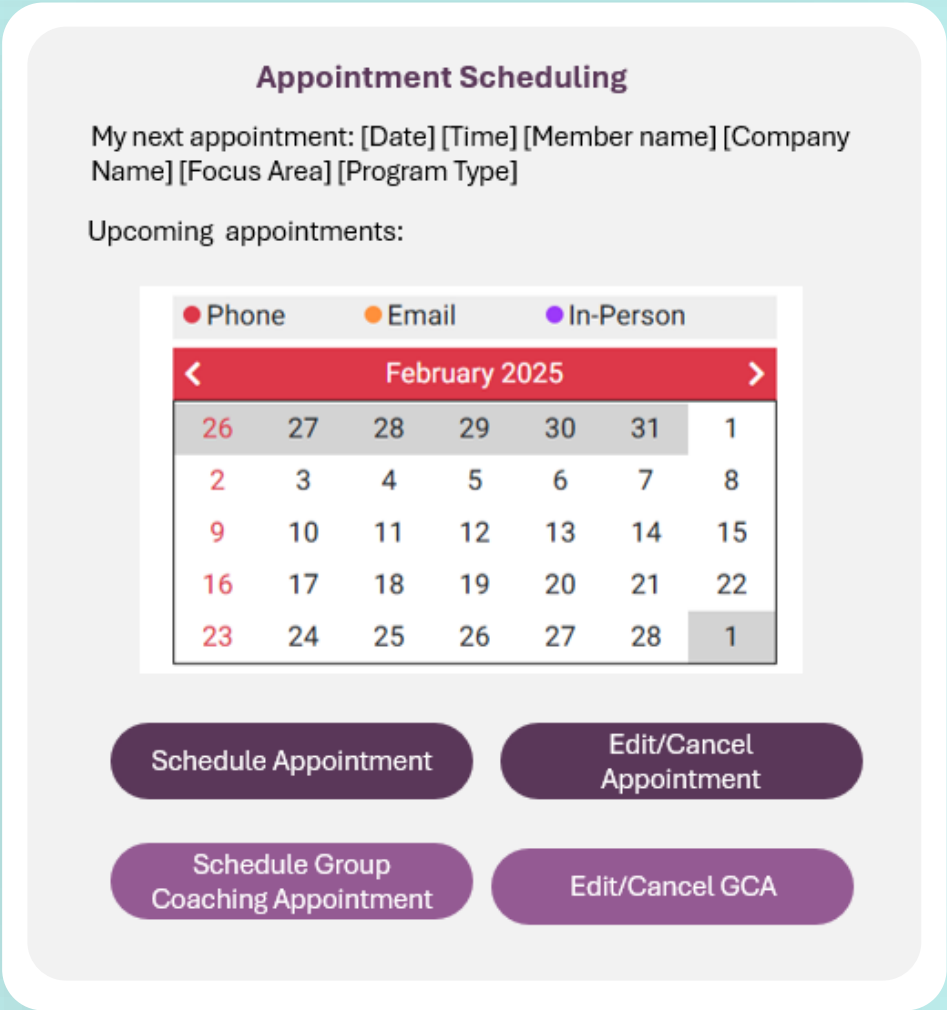 Appointment Scheduling
My next appointment: [Date] [Time] [Member name] [Company
Name] [Focus Area] [Program Type]
Upcoming appointments:
Phone Email In-Person
February 2025
26 27 28 29 30 31 1
2 3 4 5 6 7 8
9 10 11 12 13 14 15
16 17 18 19 20 21 22
23 24 25 26 27 28 1
Schedule Appointment
Edit/Cancel
Appointment
Schedule Group
Coaching Appointment
Edit/Cancel GCA